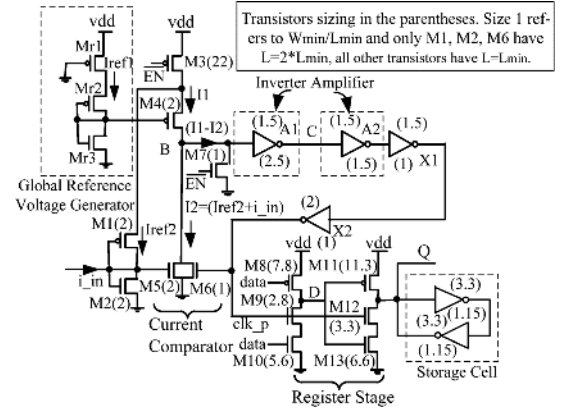 Transistors sizing in the parentheses. Size 1 refers
to Wmin/Lmin and only M1, M2, M6 have
L=2*Lmin, all other transistors have L=Lmin.
vdd
vdd
Mr1
Iref1
Mr2
Mr3
M3(22)
EN
I1
M4(2)
(I1-I2)
B
M7(1)
EN
Inverter Amplifier
(1.5)
A1
(2.5)
C
(1.5)
A2
(1.5)
(1.5)
(1)
X1
Global Reference
Voltage Generator
M1(2)
Iref2
I2=(Iref2+i_in)
(2)
X2
(1)
i_in
M2(2)
M5(2)
M6(1)
Current
Comparator
vdd
vdd
M8(7.8)
M11(11.3)
data
M9(2.8)
D
M12
(3.3)
clk_p
data
M10(5.6)
M13(6.6)
Register Stage
Q
(3.3)
(1.15)
(3.3)
(1.15)
Storage Cell